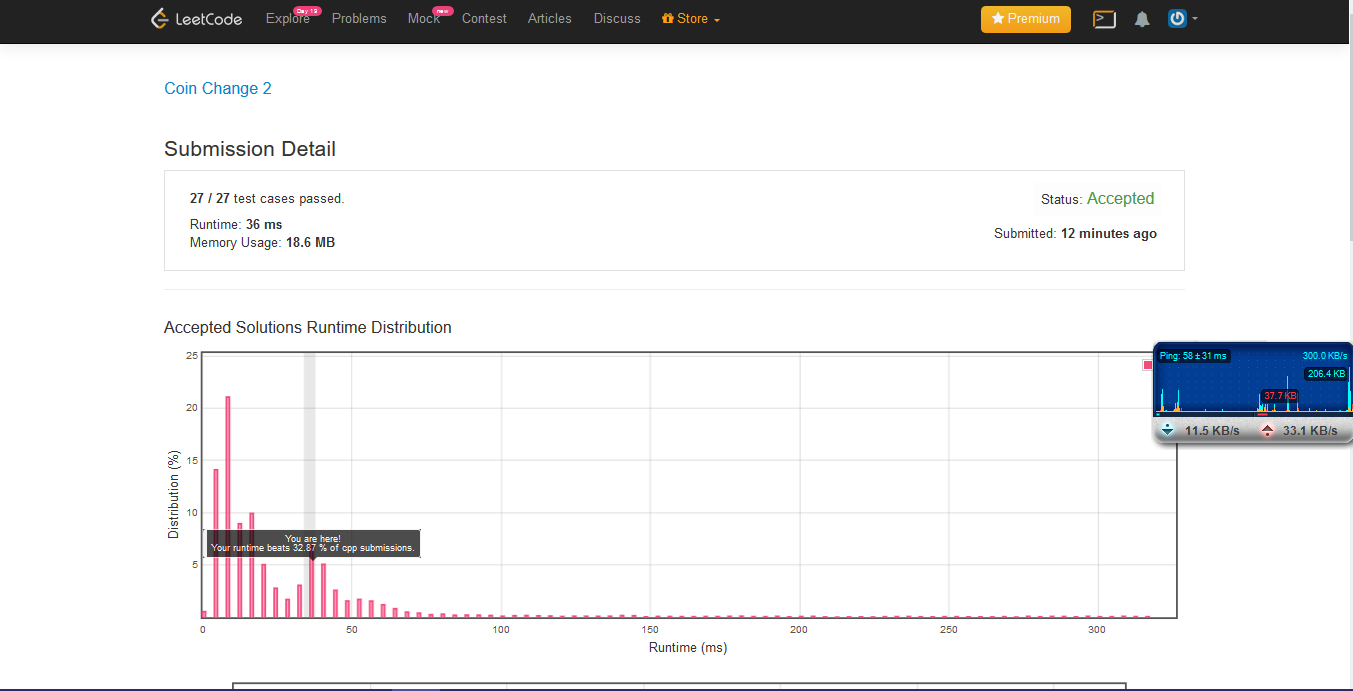 LeetCode Explore Day 19 Problems Mock new Contest Articles Discuss Store Premium
Coin Change 2
Submission Detail
27 / 27 test cases passed.
Status: Accepted
Runtime: 36 ms
Memory Usage: 18.6 MB
Submitted: 12 minutes ago
Accepted Solutions Runtime Distribution
25
20
15
10
5
Distribution (%)
You are here!
Your runtime beats 32.87 % of cpp submissions.
0 50 100 150 200 250 300
Runtime (ms)
Ping: 58 ± 31 ms 300.0 KB/s
206.4 KB
37.7 KB
11.5 KB/s 33.1 KB/s